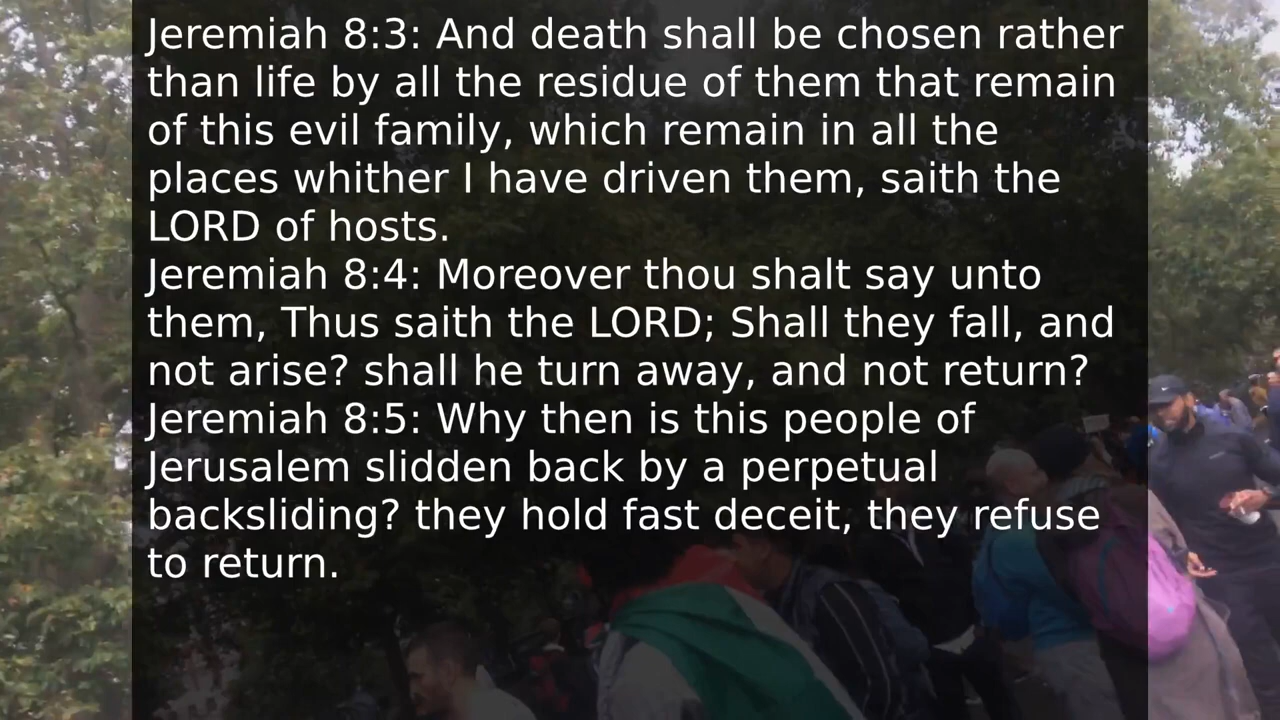 Jeremiah 8:3: And death shall be chosen rather
than life by all the residue of them that remain
of this evil family, which remain in all the
places whither I have driven them, saith the
LORD of hosts.
Jeremiah 8:4: Moreover thou shalt say unto
them, Thus saith the LORD; Shall they fall, and
not arise? shall he turn away, and not return?
Jeremiah 8:5: Why then is this people of
Jerusalem slidden back by a perpetual
backsliding? they hold fast deceit, they refuse
to return.